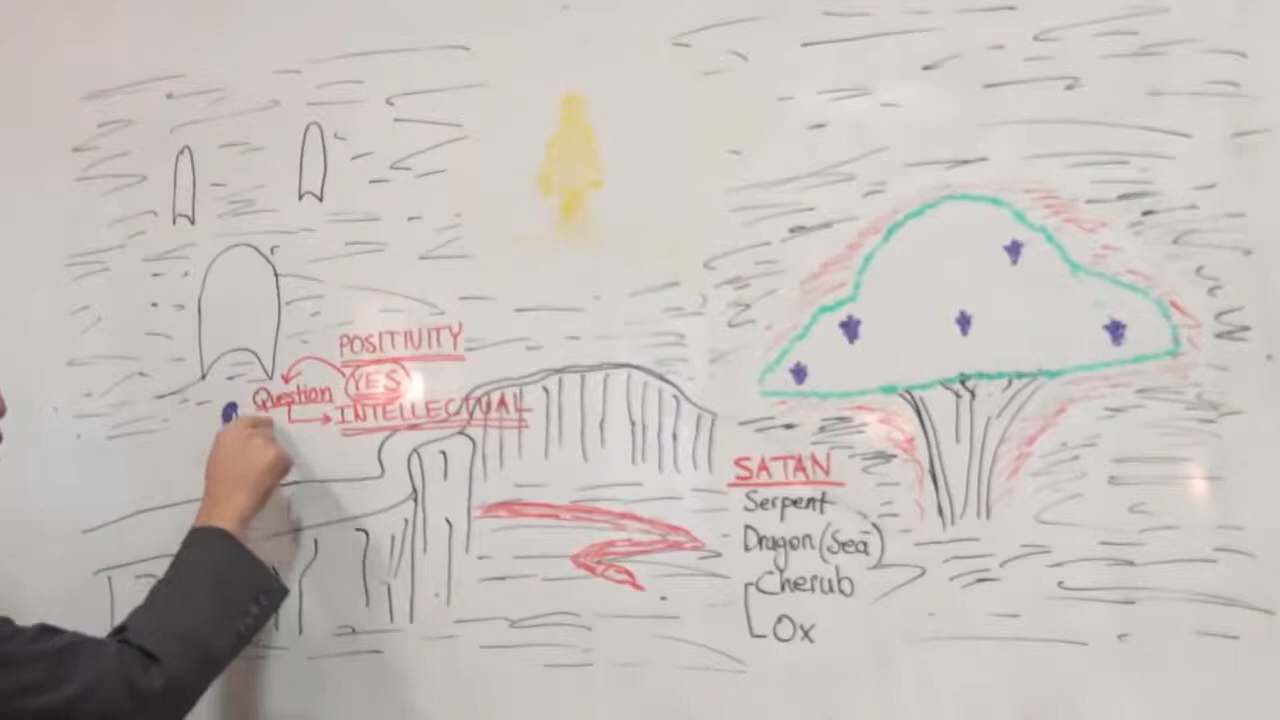 POSITIVITY
YES
Question
INTELLECTUAL
SATAN
Serpent
Dragon (Sea)
Cherub
Ox